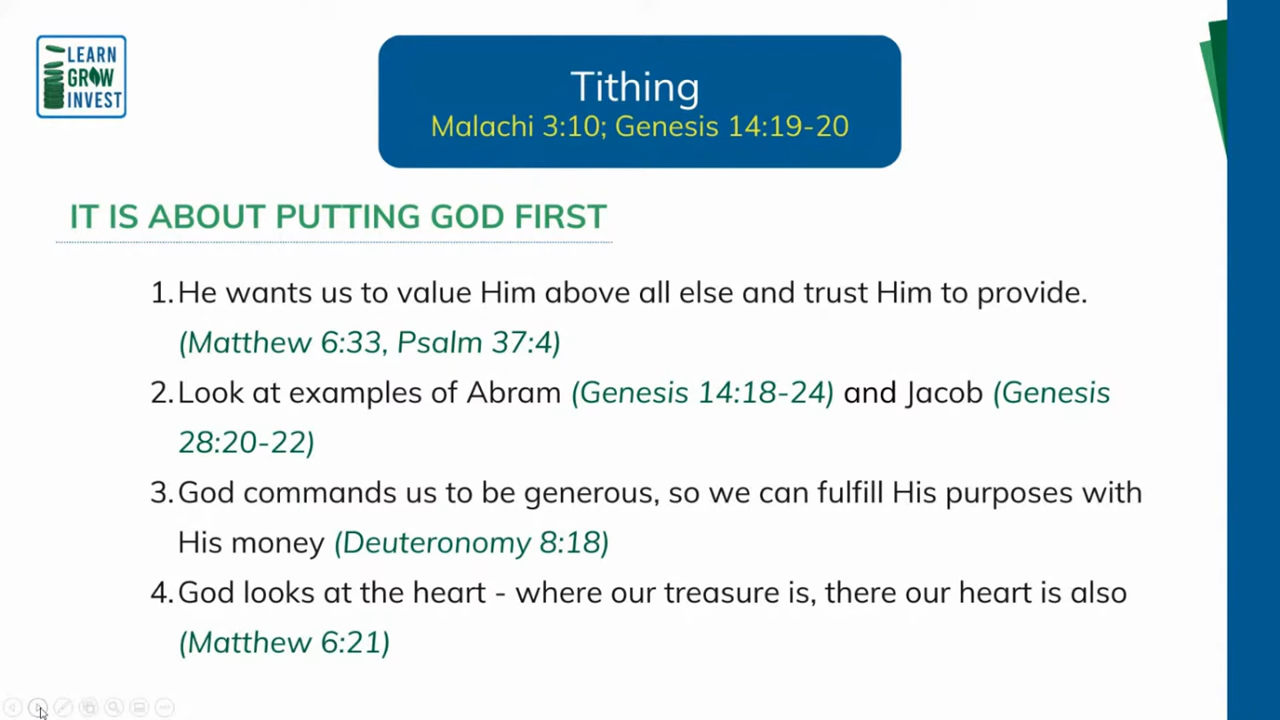 LEARN
GROW
INVEST
Tithing
Malachi 3:10; Genesis 14:19-20
IT IS ABOUT PUTTING GOD FIRST
1. He wants us to value Him above all else and trust Him to provide.
(Matthew 6:33, Psalm 37:4)
2. Look at examples of Abram (Genesis 14:18-24) and Jacob (Genesis
28:20-22)
3. God commands us to be generous, so we can fulfill His purposes with
His money (Deuteronomy 8:18)
4. God looks at the heart - where our treasure is, there our heart is also
(Matthew 6:21)